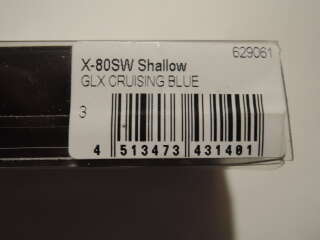 629061
X-80SW Shallow
GLX CRUISING BLUE
3
4 513473 431401